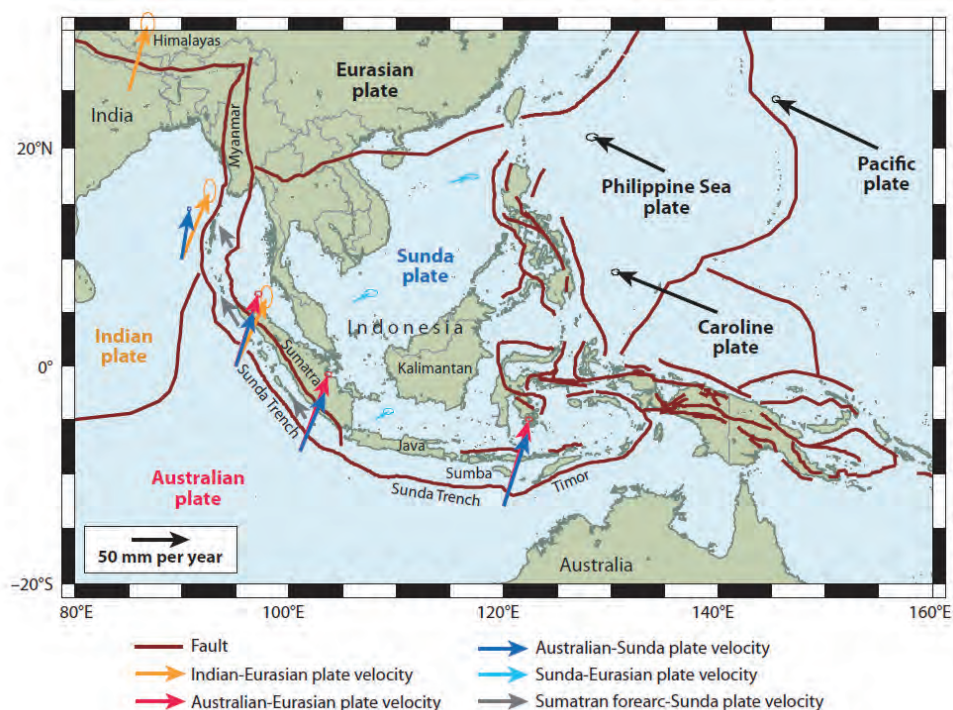 Himalayas
Eurasian
plate
India
Myanmar
20°N
Pacific
plate
Philippine Sea
plate
Sunda
plate
Caroline
plate
Indian
plate
Indonesia
0°
Sumatra
Kalimantan
Sunda Trench
Java
Sumba
Timor
Sunda Trench
Australian
plate
50 mm per year
Australia
–20°S
80°E
100°E
120°E
140°E
160°E
Fault
Indian-Eurasian plate velocity
Australian-Eurasian plate velocity
Australian-Sunda plate velocity
Sunda-Eurasian plate velocity
Sumatran forearc-Sunda plate velocity